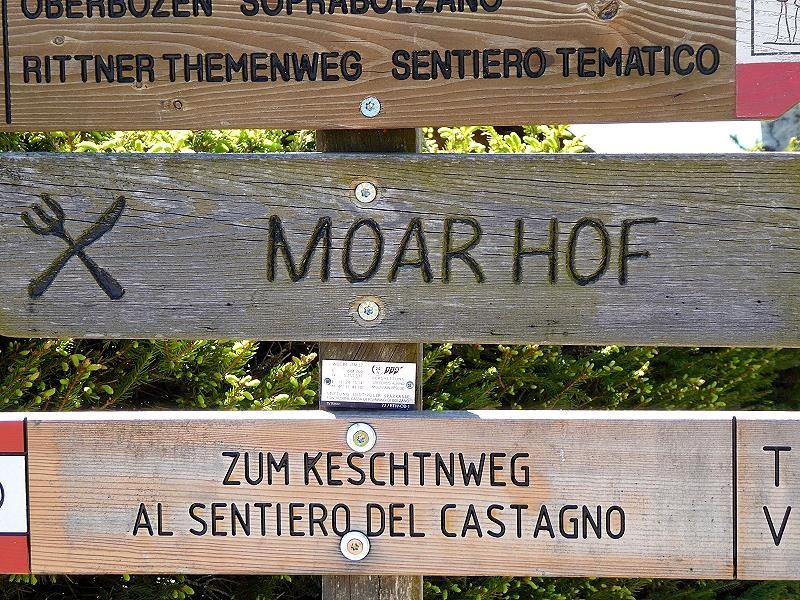 OBERBOZEN SOPRABOLZANO
RITTNER THEMENWEG SENTIERO TEMATICO
MOAR HOF
ZUM KESCHTNWEG
AL SENTIERO DEL CASTAGNO
T
V